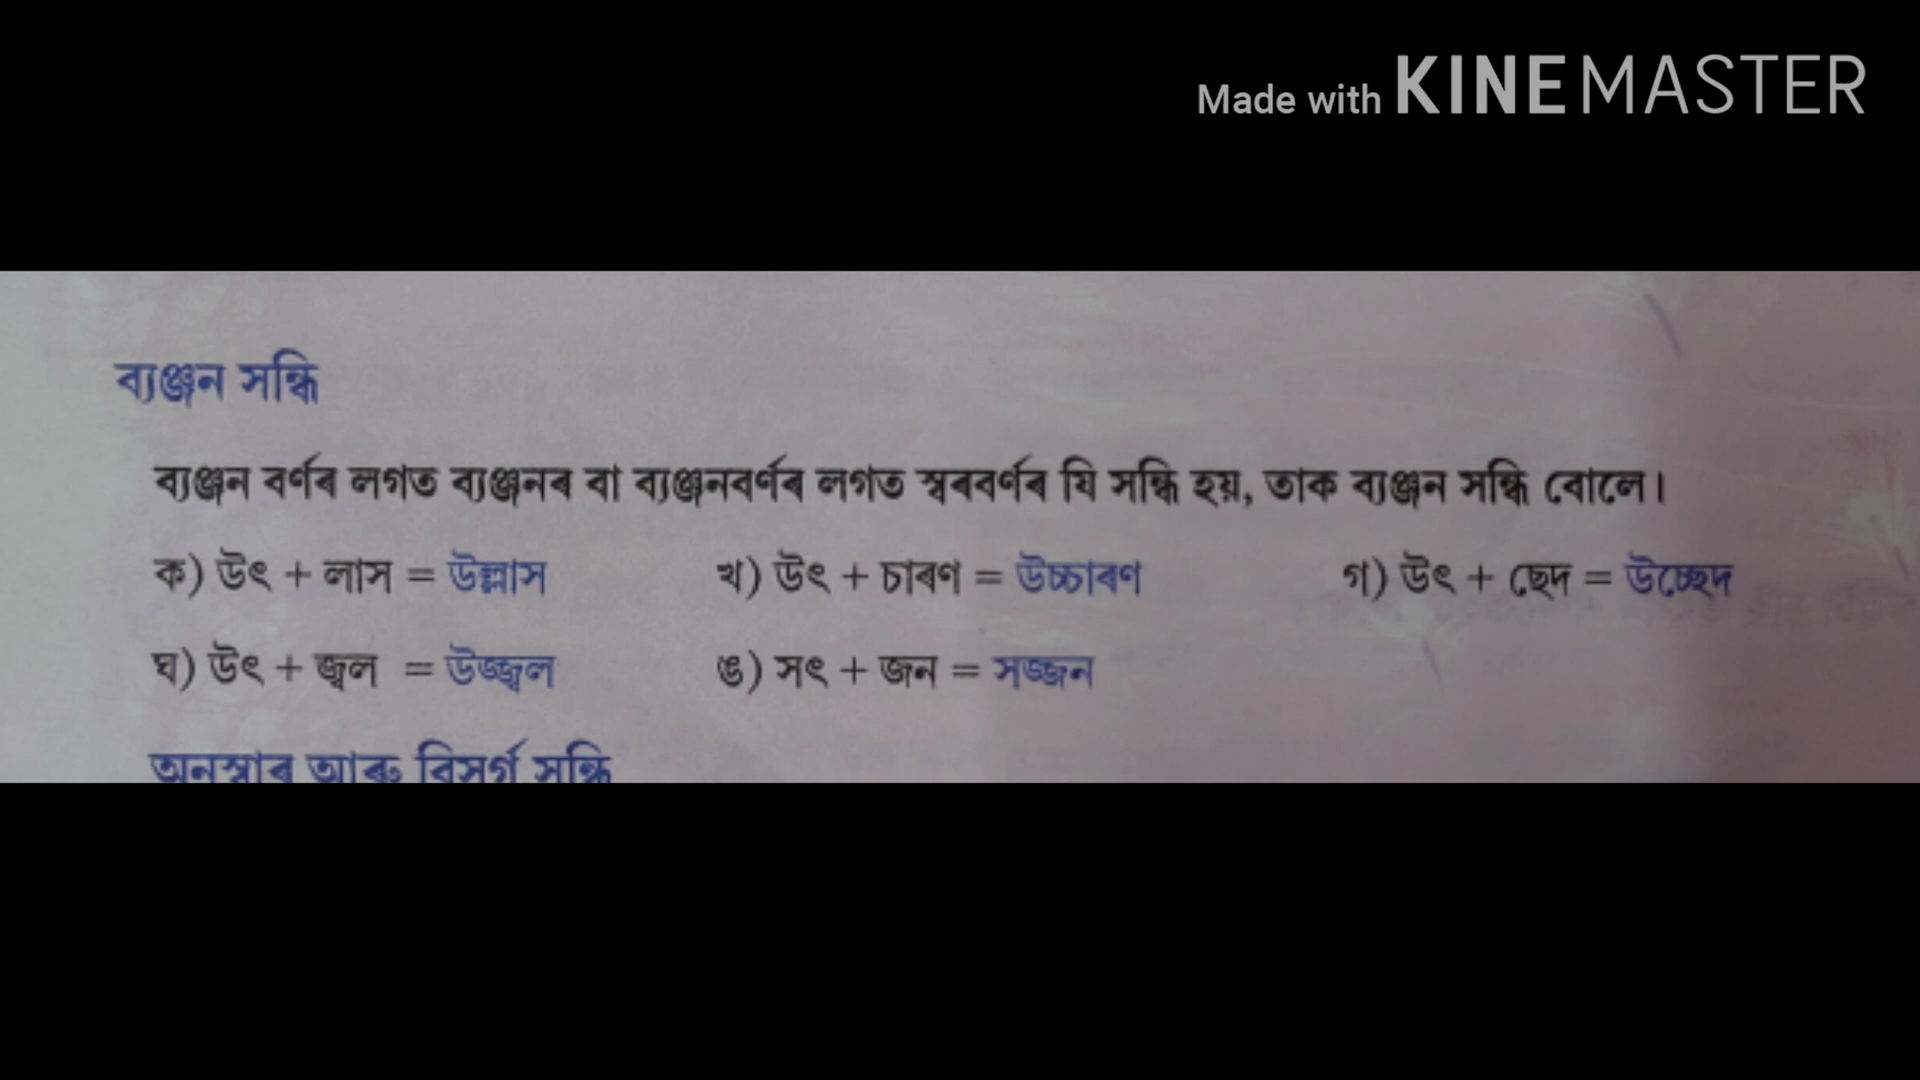 Made with KINEMASTER
ব্যঞ্জন সন্ধি
ব্যঞ্জন বৰ্ণৰ লগত ব্যঞ্জনৰ বা ব্যঞ্জনবৰ্ণৰ লগত স্বৰবৰ্ণৰ যি সন্ধি হয়, তাক ব্যঞ্জন সন্ধি বোলে।
ক) উৎ + লাস = উল্লাস খ) উৎ + চাৰণ = উচ্চাৰণ গ) উৎ + ছেদ = উচ্ছেদ
ঘ) উৎ + জ্বল = উজ্জ্বল ঙ) সৎ + জন = সজ্জন
অনুস্বাৰ আৰু বিসৰ্গ সন্ধি